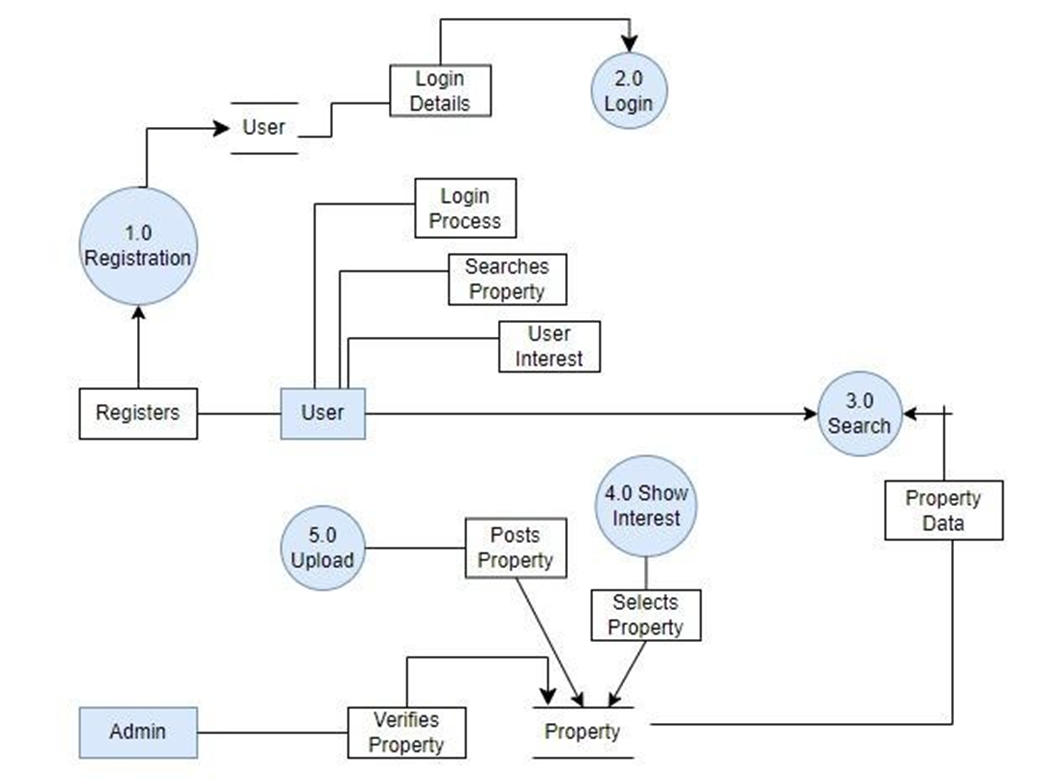 Login
Details
2.0
Login
User
Login
Process
1.0
Registration
Searches
Property
User
Interest
Registers
User
3.0
Search
4.0 Show
Interest
Property
Data
5.0
Upload
Posts
Property
Selects
Property
Admin
Verifies
Property
Property